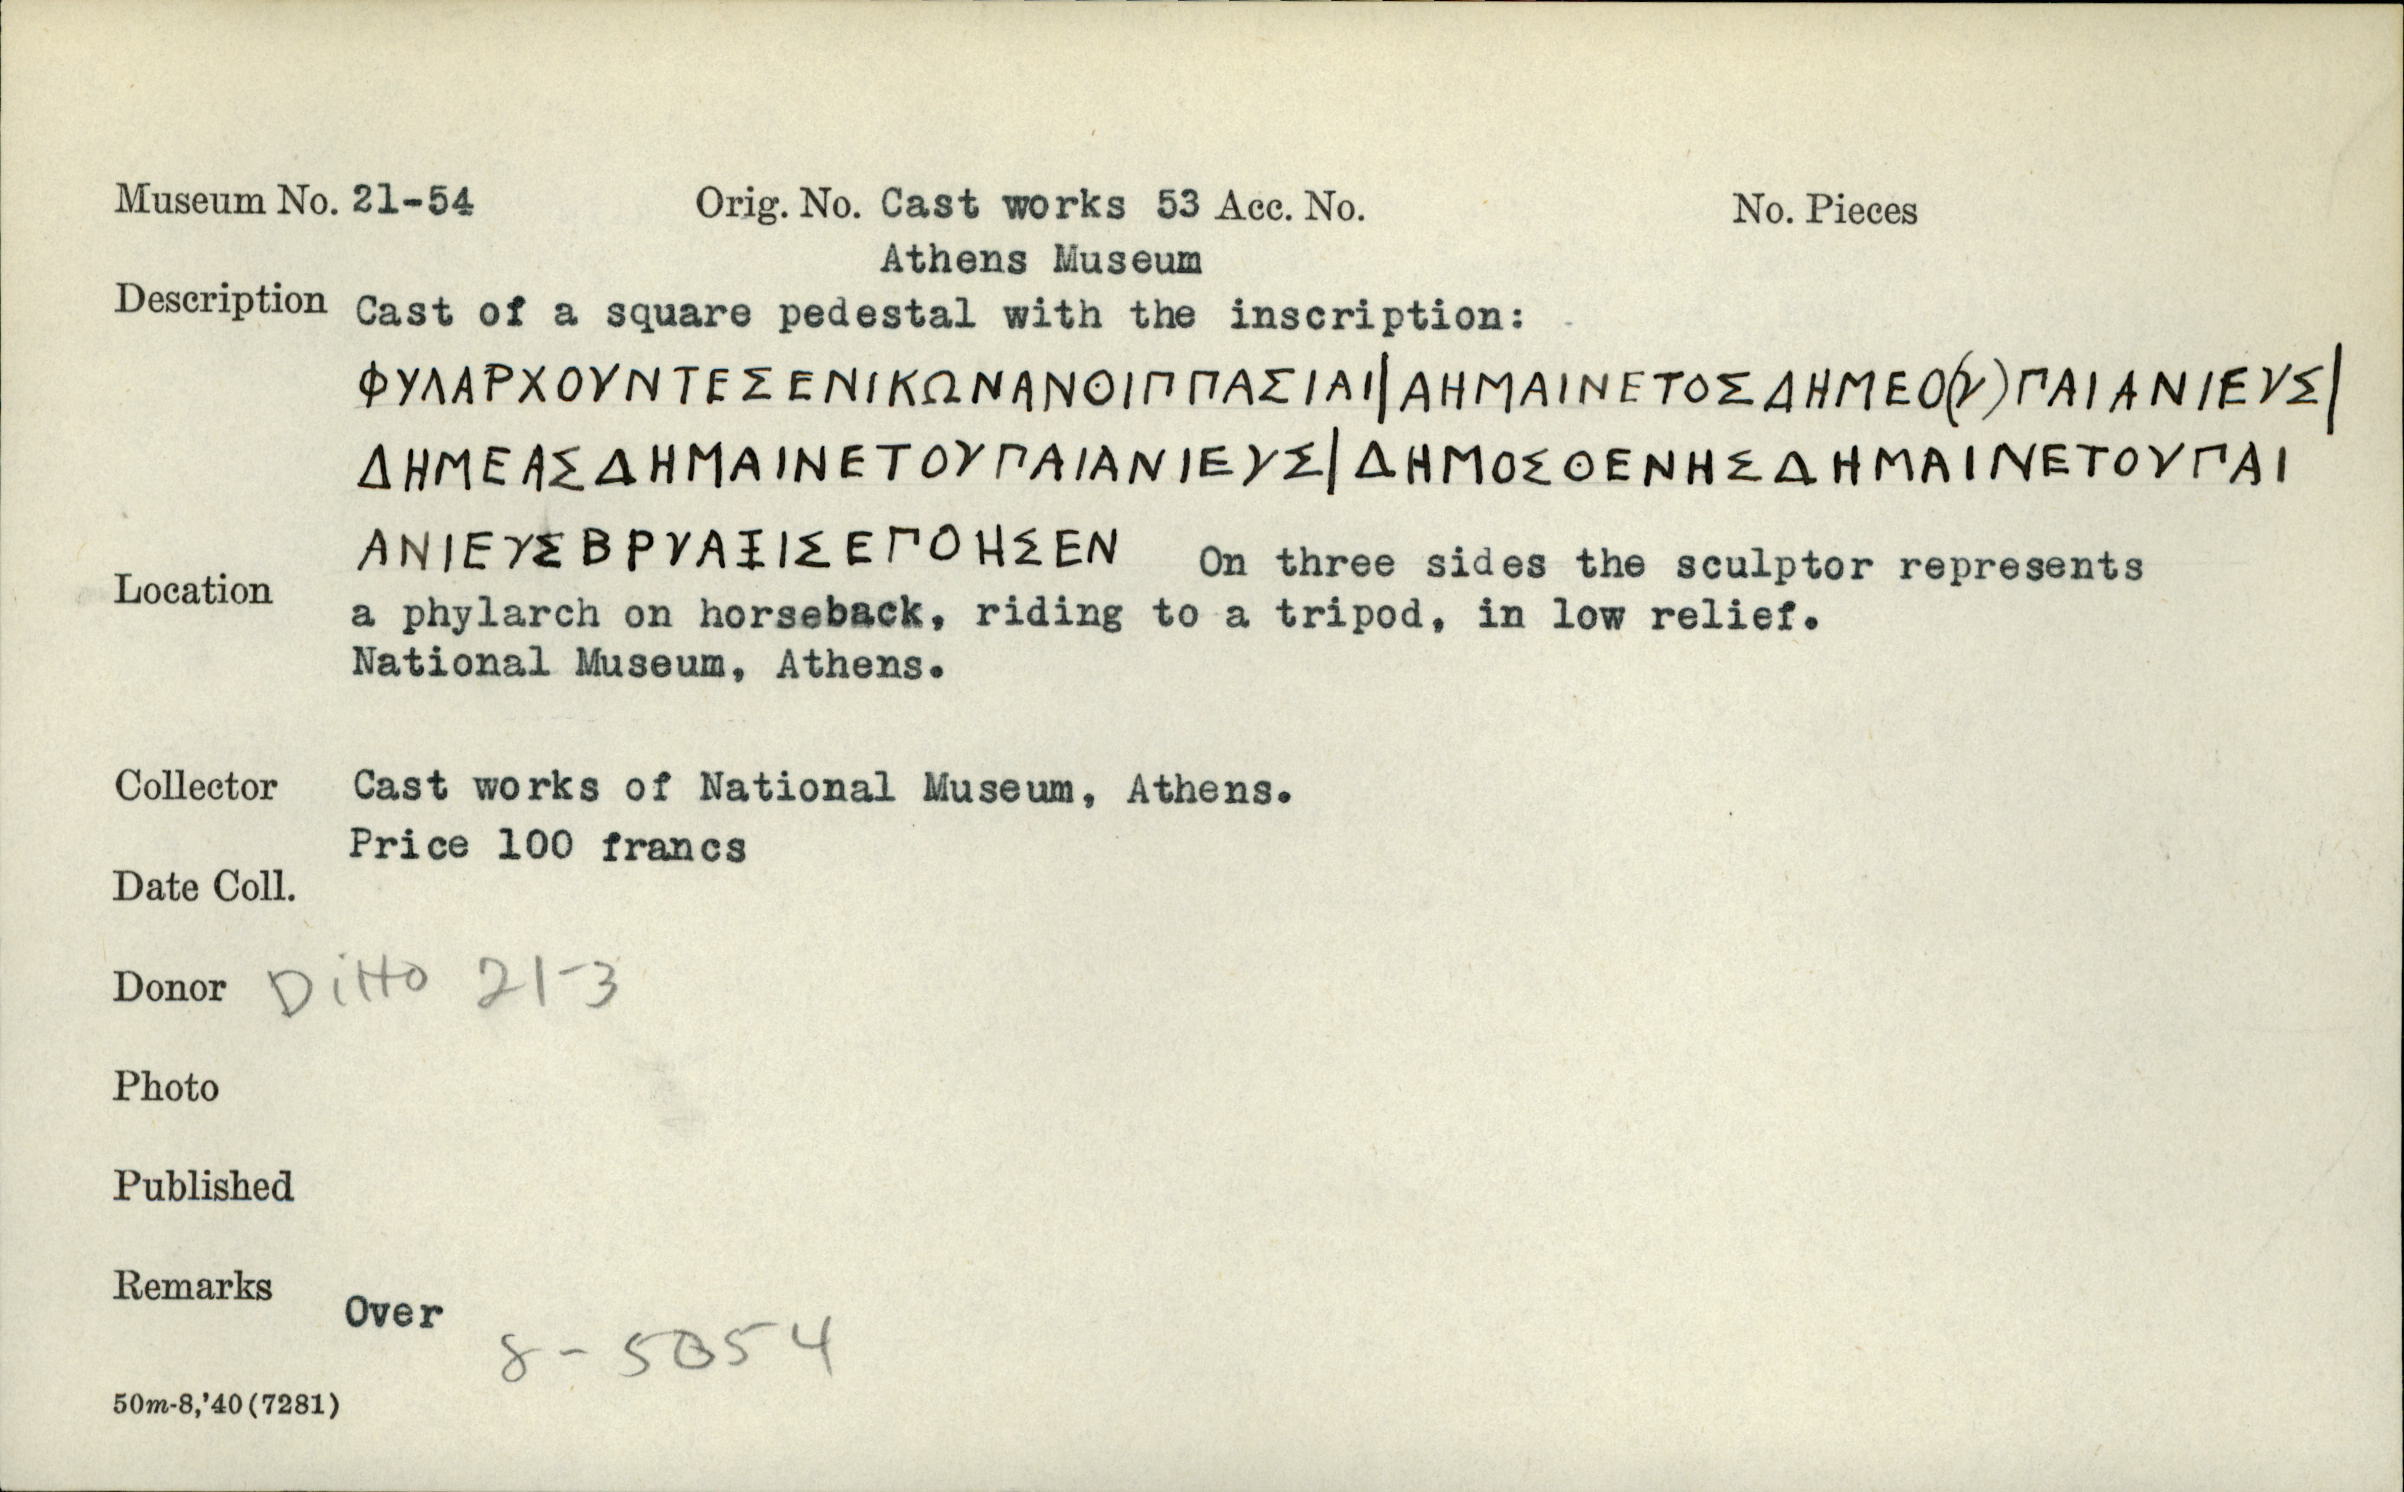 Museum No. 21-54 Orig. No. Cast works 53 Acc. No. No. Pieces
Athens Museum
Description Cast of a square pedestal with the inscription:
ΦΥΛΑΡΧΟΥΝΤΕΣΕΝΙΚΩΝΑΝΘΙΠΠΑΣΙΑΙ|ΔΗΜΑΙΝΕΤΟΣΔΗΜΕΟ(Υ)ΠΑΙΑΝΙΕΥΣ|
ΔΗΜΕΑΣΔΗΜΑΙΝΕΤΟΥΠΑΙΑΝΙΕΥΣ|ΔΗΜΟΣΘΕΝΗΣΔΗΜΑΙΝΕΤΟΥΠΑΙ
ΑΝΙΕΥΣΒΡΥΑΞΙΣΕΠΟΗΣΕΝ On three sides the sculptor represents
Location
a phylarch on horseback, riding to a tripod, in low relief.
National Museum, Athens.
Collector Cast works of National Museum, Athens.
Price 100 francs
Date Coll.
Donor Ditto 21-3
Photo
Published
Remarks
Over
8-5054
50m-8,'40(7281)